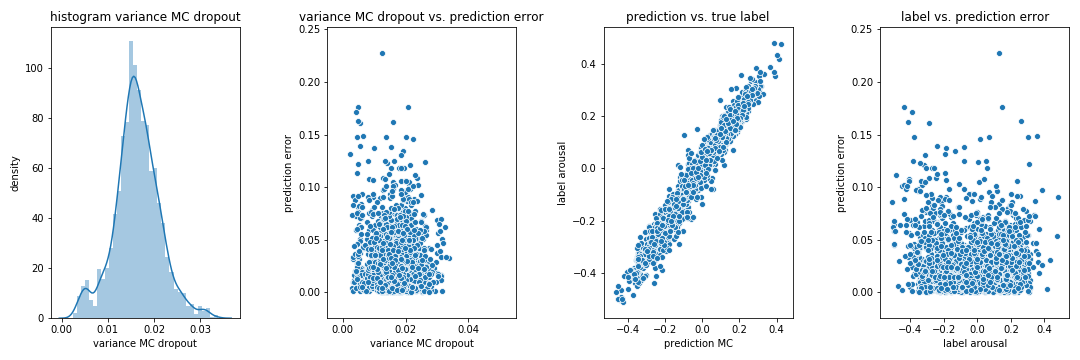 histogram variance MC dropout
density
100
80
60
40
20
0
0.00 0.01 0.02 0.03
variance MC dropout
variance MC dropout vs. prediction error
prediction error
0.25
0.20
0.15
0.10
0.05
0.00
0.00 0.02 0.04
variance MC dropout
prediction vs. true label
label arousal
0.4
0.2
0.0
−0.2
−0.4
−0.4 −0.2 0.0 0.2 0.4
prediction MC
label vs. prediction error
prediction error
0.25
0.20
0.15
0.10
0.05
0.00
−0.4 −0.2 0.0 0.2 0.4
label arousal